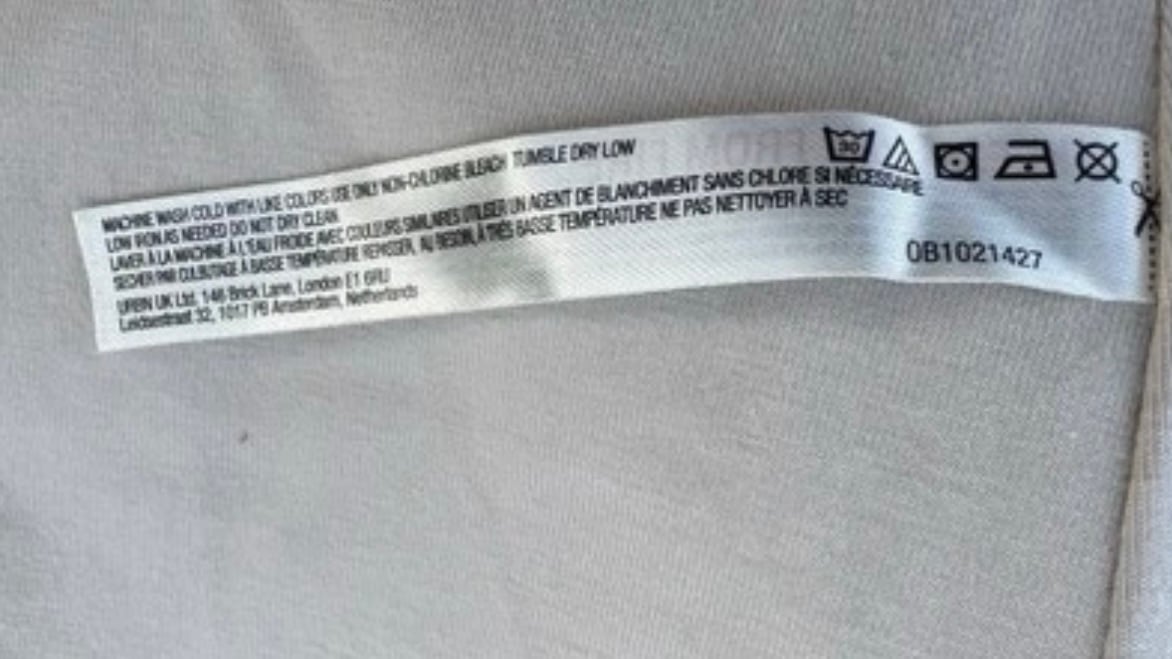 MACHINE WASH COLD WITH LIKE COLORS USE ONLY NON-CHLORINE BLEACH TUMBLE DRY LOW
LOW IRON AS NEEDED DO NOT DRY CLEAN
LAVER À LA MACHINE À L'EAU FROIDE AVEC COULEURS SIMILAIRES UTILISER UN AGENT DE BLANCHIMENT SANS CHLORE SI NÉCESSAIRE
SECHER PAR CULBUTAGE À BASSE TEMPÉRATURE REPASSER, AU BESOIN, À TRÈS BASSE TEMPÉRATURE NE PAS NETTOYER À SEC
URBN UK Ltd. 146 Brick Lane, London E1 6RU
Leidsestraat 32, 1017 PB Amsterdam, Netherlands
30
0B1021427